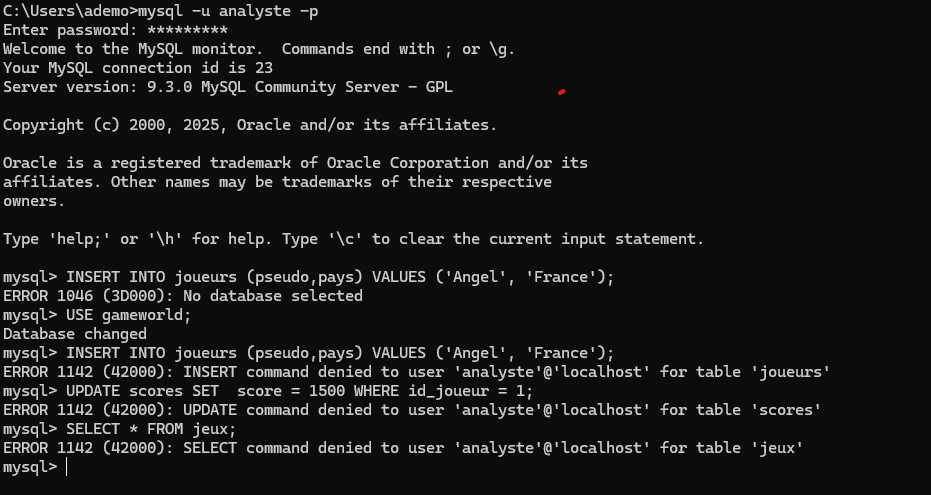 C:\Users\ademo>mysql -u analyste -p
Enter password: *********
Welcome to the MySQL monitor.  Commands end with ; or \g.
Your MySQL connection id is 23
Server version: 9.3.0 MySQL Community Server - GPL
Copyright (c) 2000, 2025, Oracle and/or its affiliates.
Oracle is a registered trademark of Oracle Corporation and/or its
affiliates. Other names may be trademarks of their respective
owners.
Type 'help;' or '\h' for help. Type '\c' to clear the current input statement.
mysql> INSERT INTO joueurs (pseudo,pays) VALUES ('Angel', 'France');
ERROR 1046 (3D000): No database selected
mysql> USE gameworld;
Database changed
mysql> INSERT INTO joueurs (pseudo,pays) VALUES ('Angel', 'France');
ERROR 1142 (42000): INSERT command denied to user 'analyste'@'localhost' for table 'joueurs'
mysql> UPDATE scores SET  score = 1500 WHERE id_joueur = 1;
ERROR 1142 (42000): UPDATE command denied to user 'analyste'@'localhost' for table 'scores'
mysql> SELECT * FROM jeux;
ERROR 1142 (42000): SELECT command denied to user 'analyste'@'localhost' for table 'jeux'
mysql>